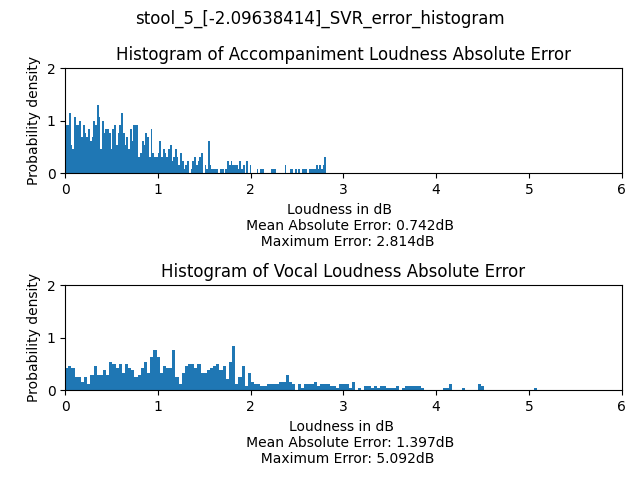 stool_5_[-2.09638414]_SVR_error_histogram
Histogram of Accompaniment Loudness Absolute Error
Probability density
2
1
0
0 1 2 3 4 5 6
Loudness in dB
Mean Absolute Error: 0.742dB
Maximum Error: 2.814dB
Histogram of Vocal Loudness Absolute Error
Probability density
2
1
0
0 1 2 3 4 5 6
Loudness in dB
Mean Absolute Error: 1.397dB
Maximum Error: 5.092dB